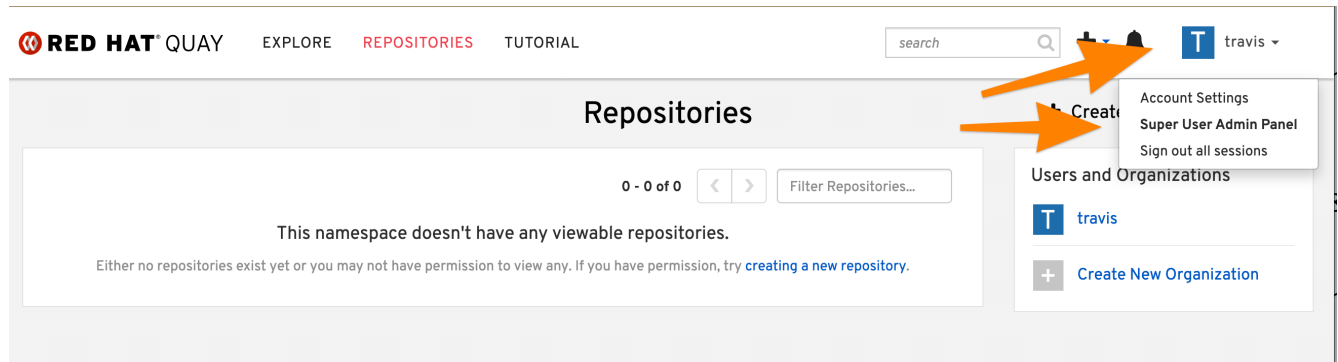 RED HAT® QUAY EXPLORE REPOSITORIES TUTORIAL search T travis
Account Settings
Super User Admin Panel
Sign out all sessions
Repositories
Create
0 - 0 of 0 Filter Repositories...
This namespace doesn't have any viewable repositories.
Either no repositories exist yet or you may not have permission to view any. If you have permission, try creating a new repository.
Users and Organizations
T travis
Create New Organization